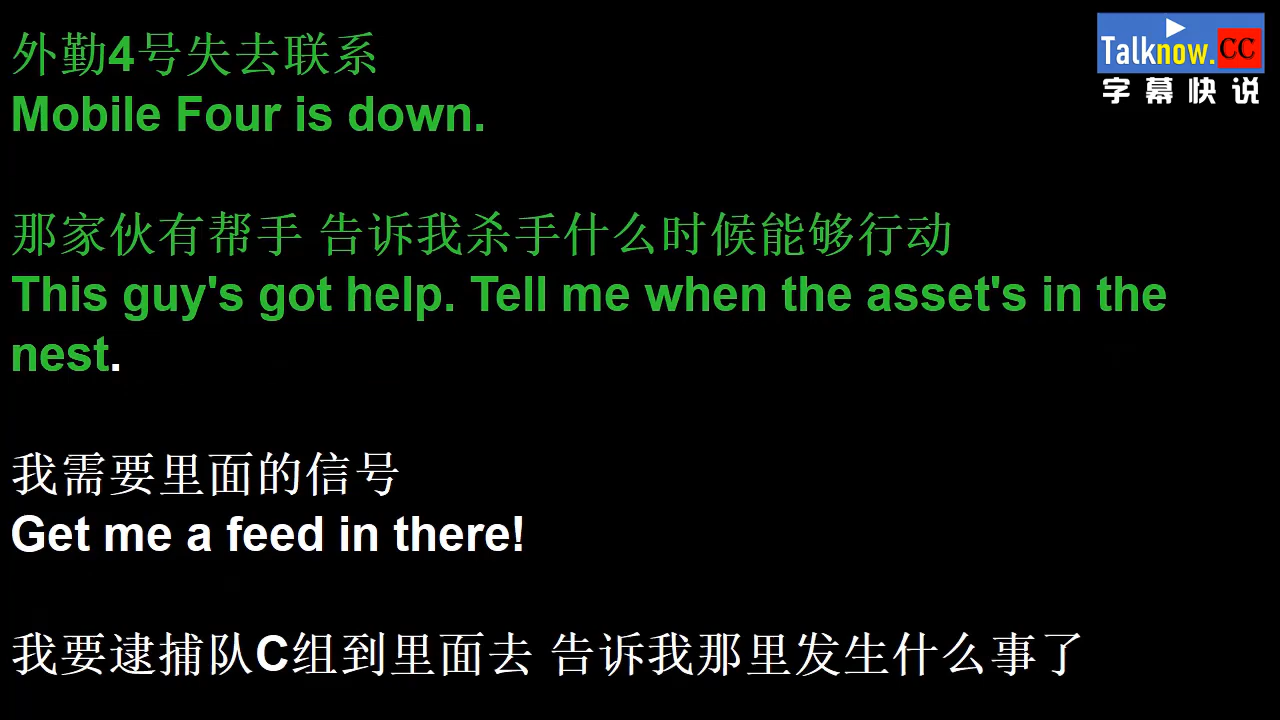 外勤4号失去联系
Mobile Four is down.
Talknow.CC
字幕快说
那家伙有帮手 告诉我杀手什么时候能够行动
This guy's got help. Tell me when the asset's in the
nest.
我需要里面的信号
Get me a feed in there!
我要逮捕队C组到里面去 告诉我那里发生什么事了